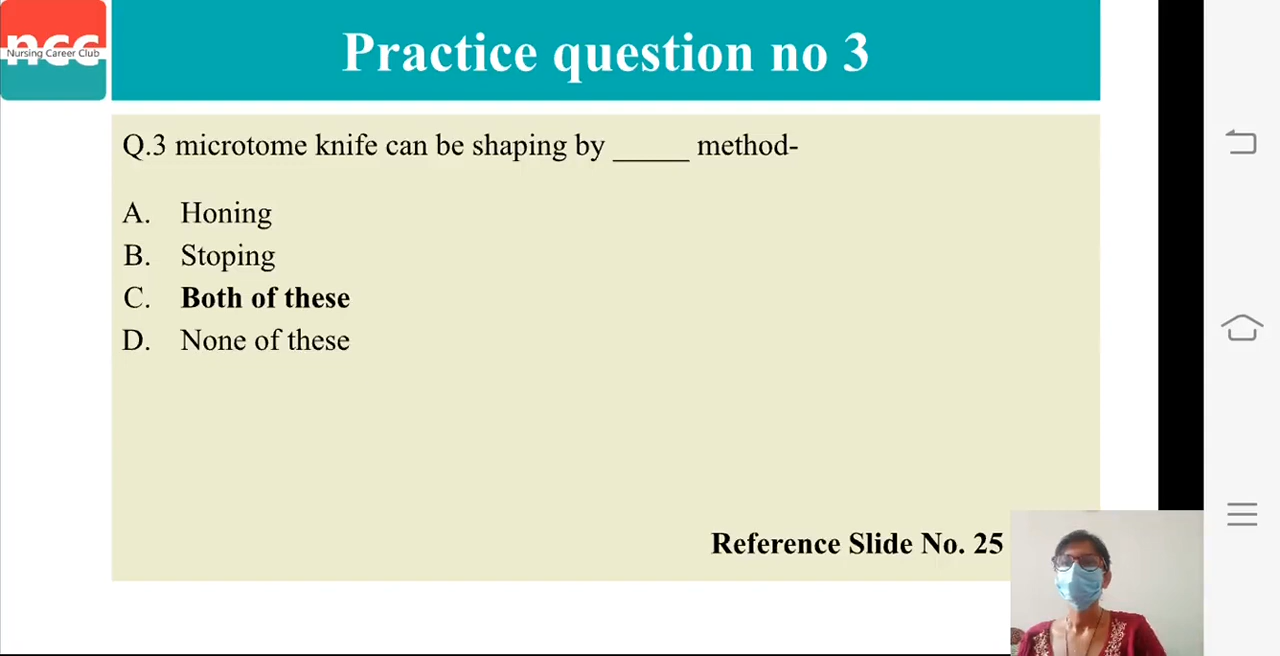 ncc
Nursing Career Club
Practice question no 3
Q.3 microtome knife can be shaping by _____ method-
A. Honing
B. Stoping
C. Both of these
D. None of these
Reference Slide No. 25